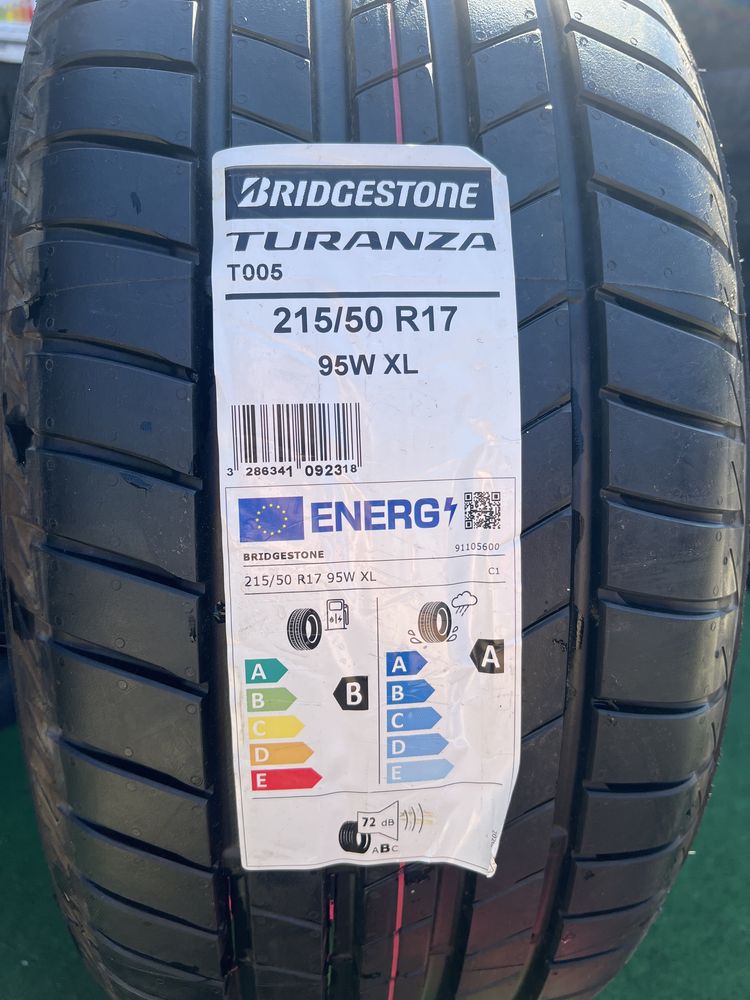 BRIDGESTONE
TURANZA
T005
215/50 R17
95W XL
3 286341 092318
ENERG
BRIDGESTONE 91105600
215/50 R17 95W XL C1
A
B
C
D
E
B
A
B
C
D
E
A
72 dB
ABC